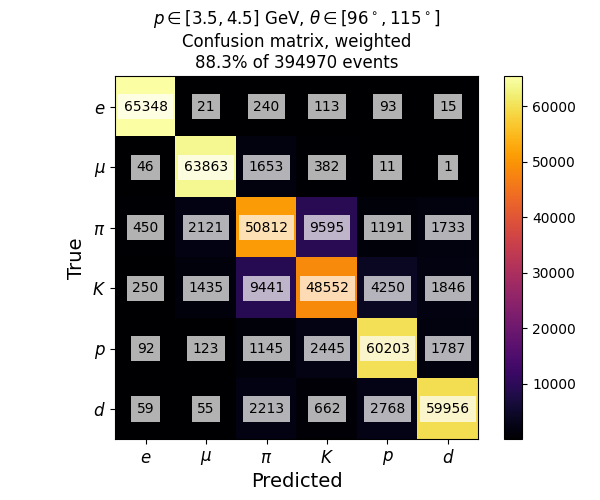 p ∈ [3.5, 4.5] GeV, θ ∈ [96°, 115°]
Confusion matrix, weighted
88.3% of 394970 events
e 65348 21 240 113 93 15
μ 46 63863 1653 382 11 1
π 450 2121 50812 9595 1191 1733
K 250 1435 9441 48552 4250 1846
p 92 123 1145 2445 60203 1787
d 59 55 2213 662 2768 59956
e μ π K p d
Predicted
True
60000
50000
40000
30000
20000
10000